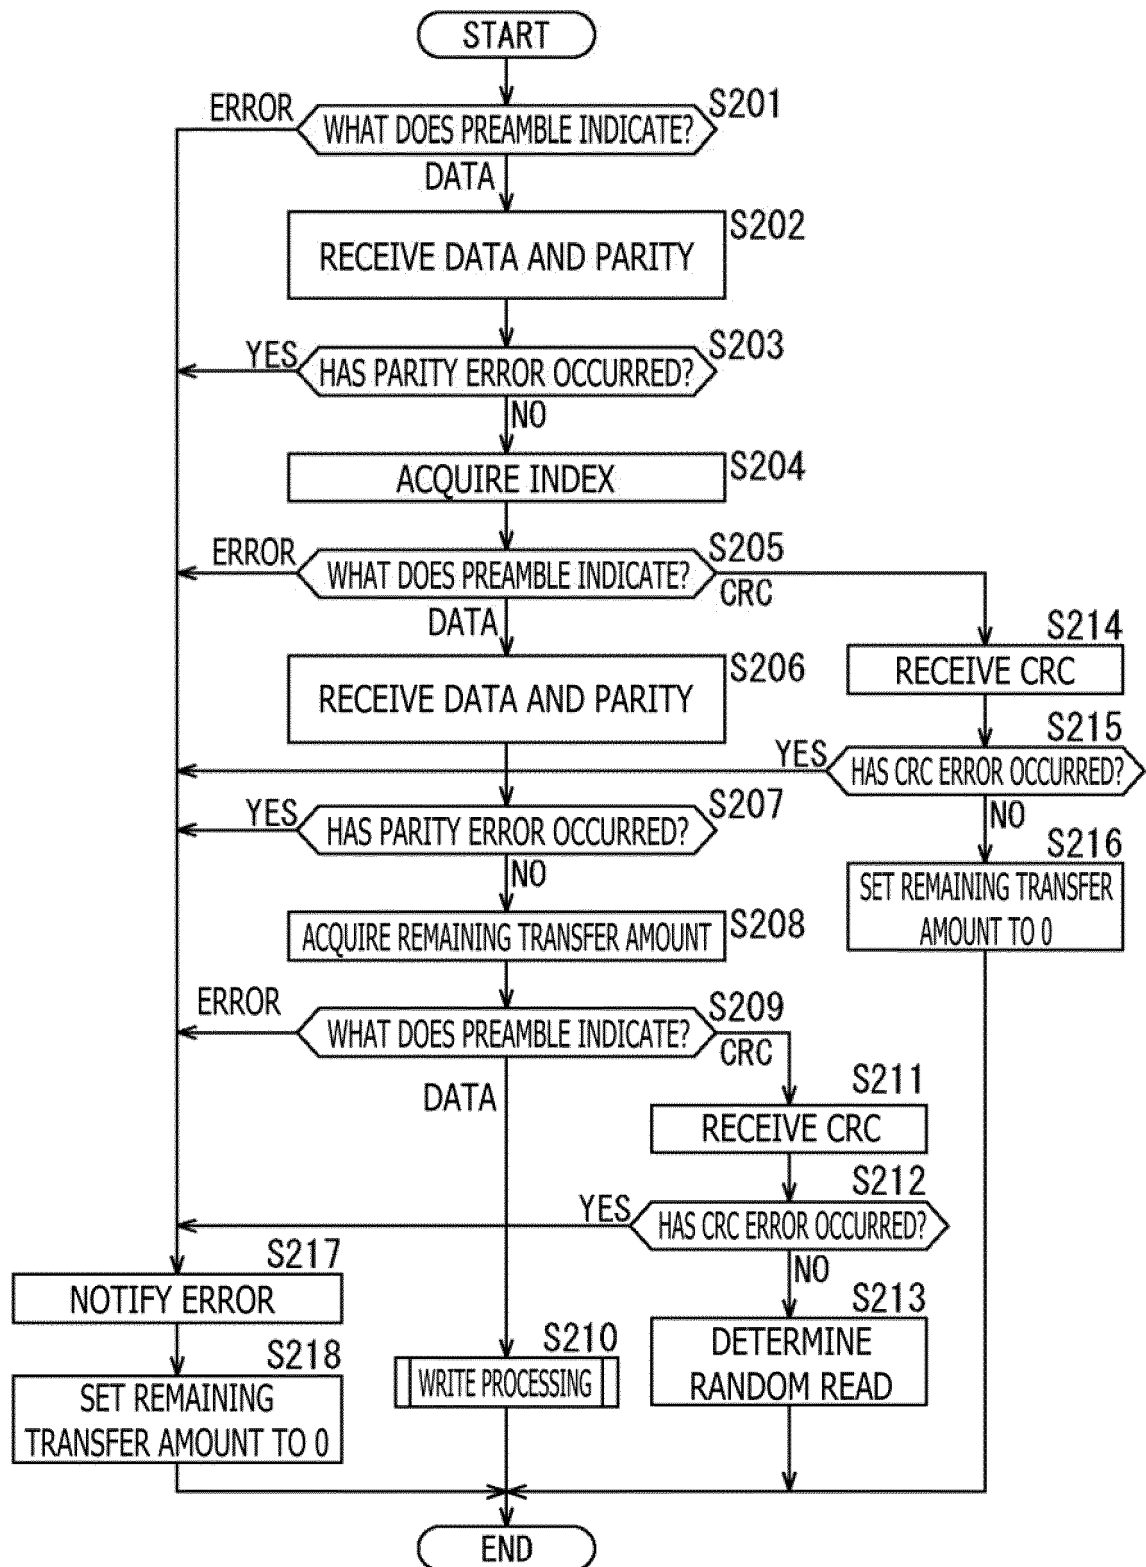 START
ERROR
S201
WHAT DOES PREAMBLE INDICATE?
DATA
S202
RECEIVE DATA AND PARITY
YES
S203
HAS PARITY ERROR OCCURRED?
NO
S204
ACQUIRE INDEX
ERROR
S205
WHAT DOES PREAMBLE INDICATE?
CRC
DATA
S214
RECEIVE CRC
S206
RECEIVE DATA AND PARITY
S215
YES
HAS CRC ERROR OCCURRED?
NO
S207
YES
HAS PARITY ERROR OCCURRED?
NO
S216
SET REMAINING TRANSFER
AMOUNT TO 0
S208
ACQUIRE REMAINING TRANSFER AMOUNT
ERROR
S209
WHAT DOES PREAMBLE INDICATE?
CRC
DATA
S211
RECEIVE CRC
S212
YES
HAS CRC ERROR OCCURRED?
NO
S217
NOTIFY ERROR
S213
DETERMINE
RANDOM READ
S210
WRITE PROCESSING
S218
SET REMAINING
TRANSFER AMOUNT TO 0
END